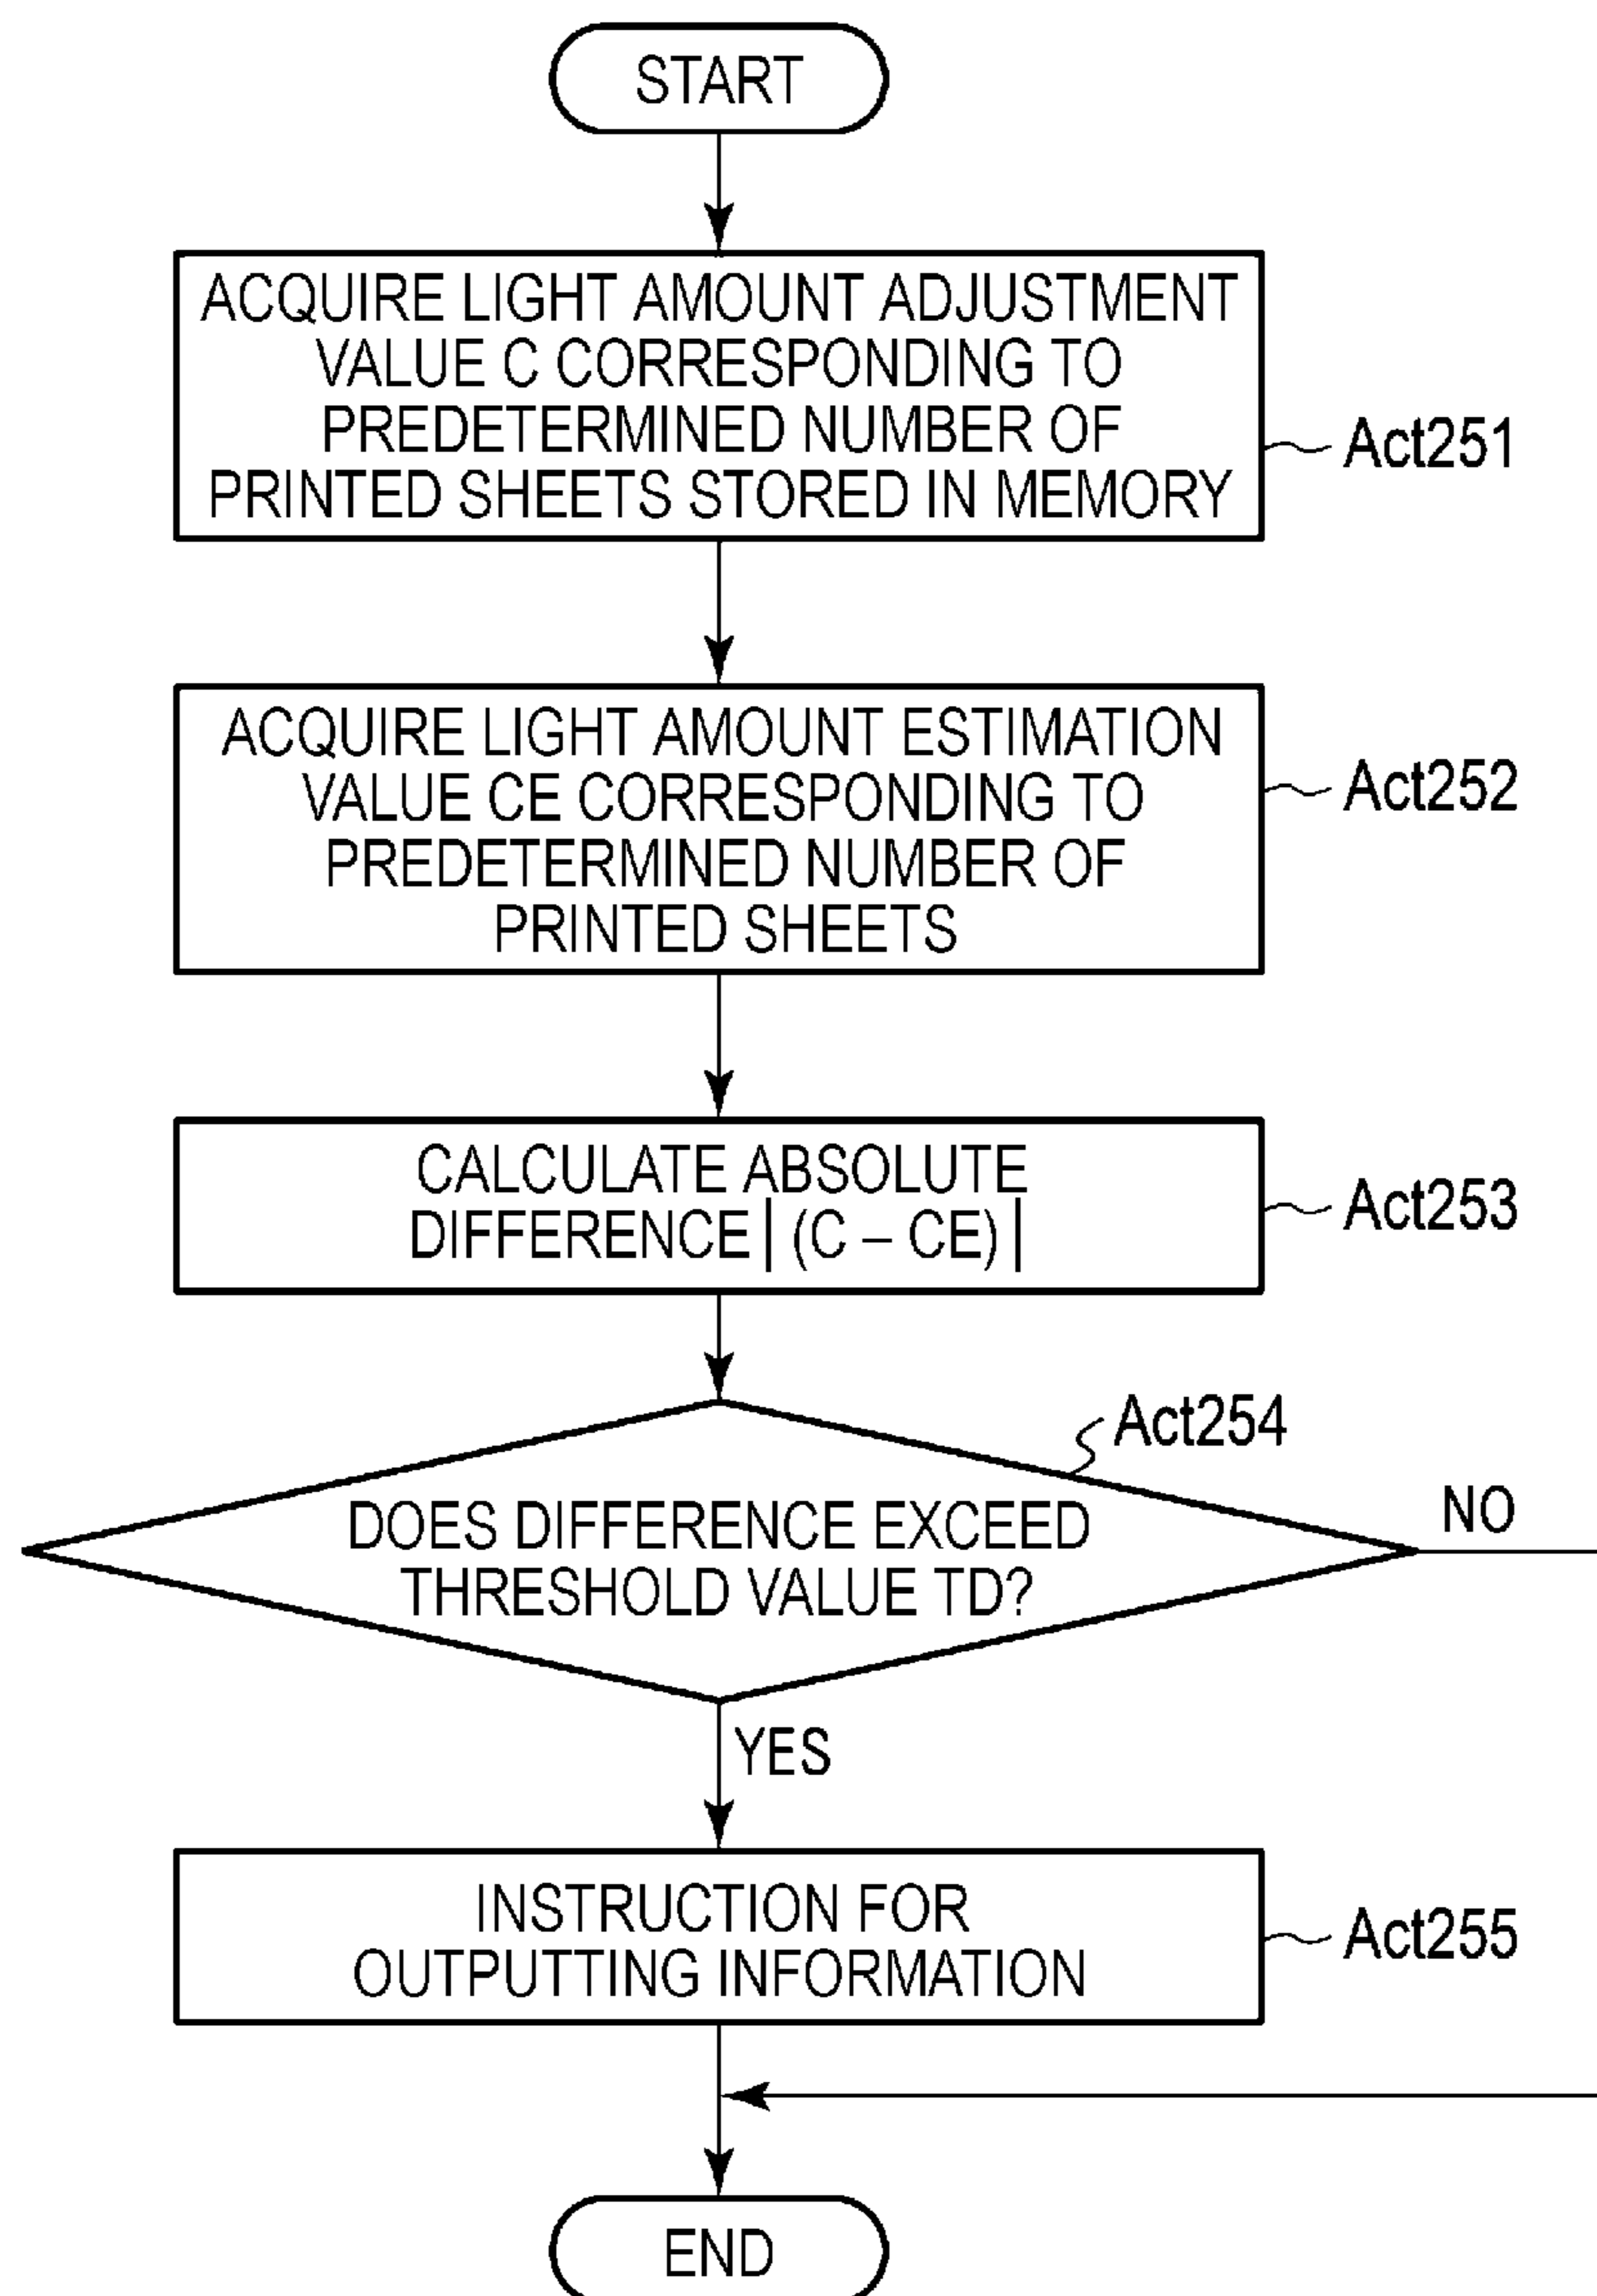 START
ACQUIRE LIGHT AMOUNT ADJUSTMENT
VALUE C CORRESPONDING TO
PREDETERMINED NUMBER OF
PRINTED SHEETS STORED IN MEMORY
Act251
ACQUIRE LIGHT AMOUNT ESTIMATION
VALUE CE CORRESPONDING TO
PREDETERMINED NUMBER OF
PRINTED SHEETS
Act252
CALCULATE ABSOLUTE
DIFFERENCE | (C – CE) |
Act253
Act254
DOES DIFFERENCE EXCEED
THRESHOLD VALUE TD?
NO
YES
INSTRUCTION FOR
OUTPUTTING INFORMATION
Act255
END